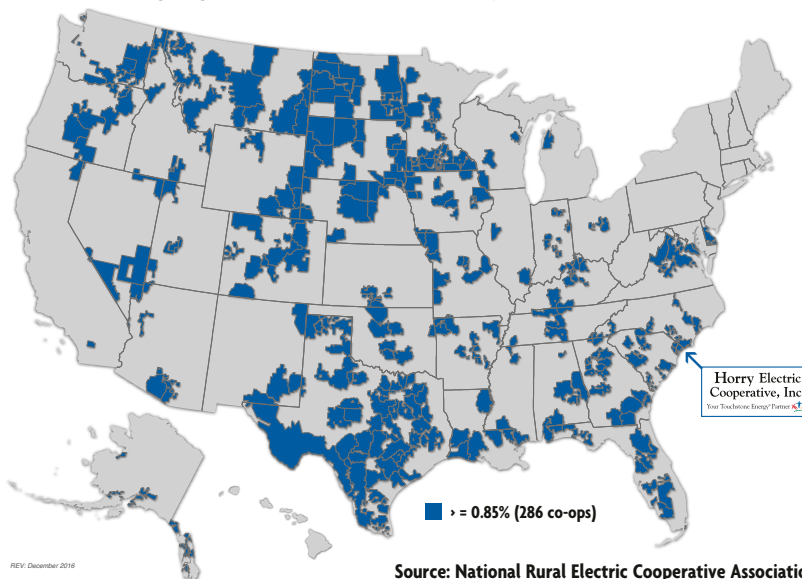 Horry Electric
Cooperative, Inc
Your Touchstone Energy® Partner
> = 0.85% (286 co-ops)
REV: December 2016
Source: National Rural Electric Cooperative Associatio